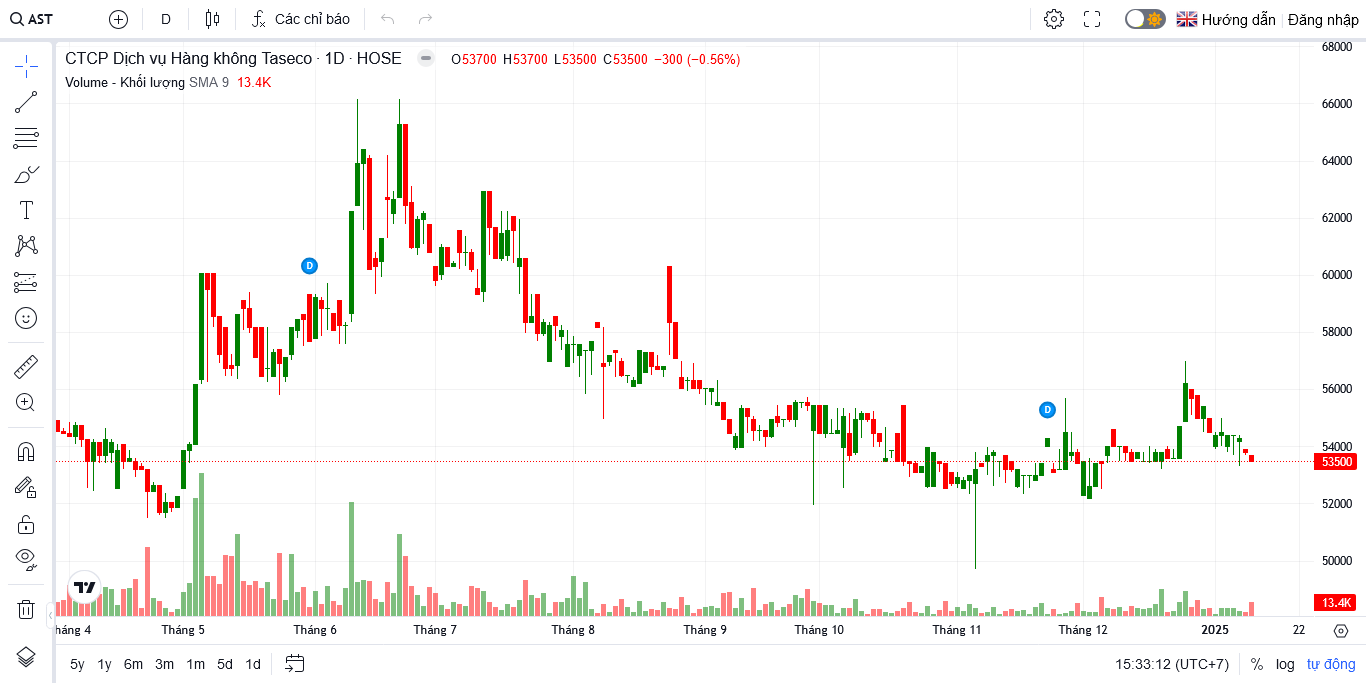 AST
D
Các chỉ báo
Hướng dẫn
Đăng nhập
CTCP Dịch vụ Hàng không Taseco · 1D · HOSE
O53700 H53700 L53500 C53500 −300 (−0.56%)
Volume - Khối lượng SMA 9 13.4K
68000
66000
64000
62000
60000
58000
56000
54000
53500
52000
50000
13.4K
D
D
háng 4
Tháng 5
Tháng 6
Tháng 7
Tháng 8
Tháng 9
Tháng 10
Tháng 11
Tháng 12
2025
22
5y 1y 6m 3m 1m 5d 1d
15:33:12 (UTC+7)
% log tự động